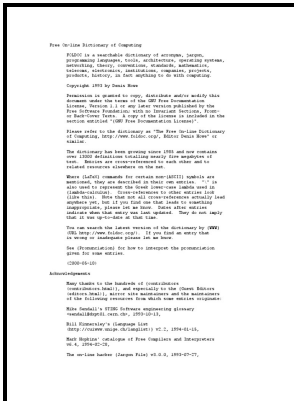 Free On-line Dictionary of Computing
FOLDOC is a searchable dictionary of acronyms, jargon,
programming languages, tools, architecture, operating systems,
networking, theory, conventions, standards, mathematics,
telecoms, electronics, institutions, companies, projects,
products, history, in fact anything to do with computing.
Copyright 1993 by Denis Howe
Permission is granted to copy, distribute and/or modify this
document under the terms of the GNU Free Documentation
License, Version 1.1 or any later version published by the
Free Software Foundation; with no Invariant Sections, Front-
or Back-Cover Texts. A copy of the license is included in the
section entitled "GNU Free Documentation License".
Please refer to the dictionary as "The Free On-line Dictionary
of Computing, http://www.foldoc.org/, Editor Denis Howe" or
similar.
The dictionary has been growing since 1985 and now contains
over 13000 definitions totalling nearly five megabytes of
text. Entries are cross-referenced to each other and to
related resources elsewhere on the net.
Where {LaTeX} commands for certain non-{ASCII} symbols are
mentioned, they are described in their own entries. "\" is
also used to represent the Greek lower-case lambda used in
{lambda-calculus}. Cross-references to other entries look
{like this}. Note that not all cross-references actually lead
anywhere yet, but if you find one that leads to something
inappropriate, please let me know. Dates after entries
indicate when that entry was last updated. They do not imply
that it was up-to-date at that time.
You can search the latest version of the dictionary by {WWW}
URL http://www.foldoc.org/. If you find an entry that
is wrong or inadequate please let me know.
See {Pronunciation} for how to interpret the pronunciation
given for some entries.
Acknowledgements
Many thanks to the hundreds of {contributors
(contributors.html)}, and especially to the {Guest Editors
(editors.html)}, mirror site maintainers and the maintainers
of the following resources from which some entries originate:
Mike Sendall's STING Software engineering glossary
1993-10-13,
Bill Kinnersley's {Language List
v2.2, 1994-01-15,
Mark Hopkins' catalogue of Free Compilers and Interpreters
v6.4, 1994-02-28,
The on-line hacker {Jargon File} v3.0.0, 1993-07-27,